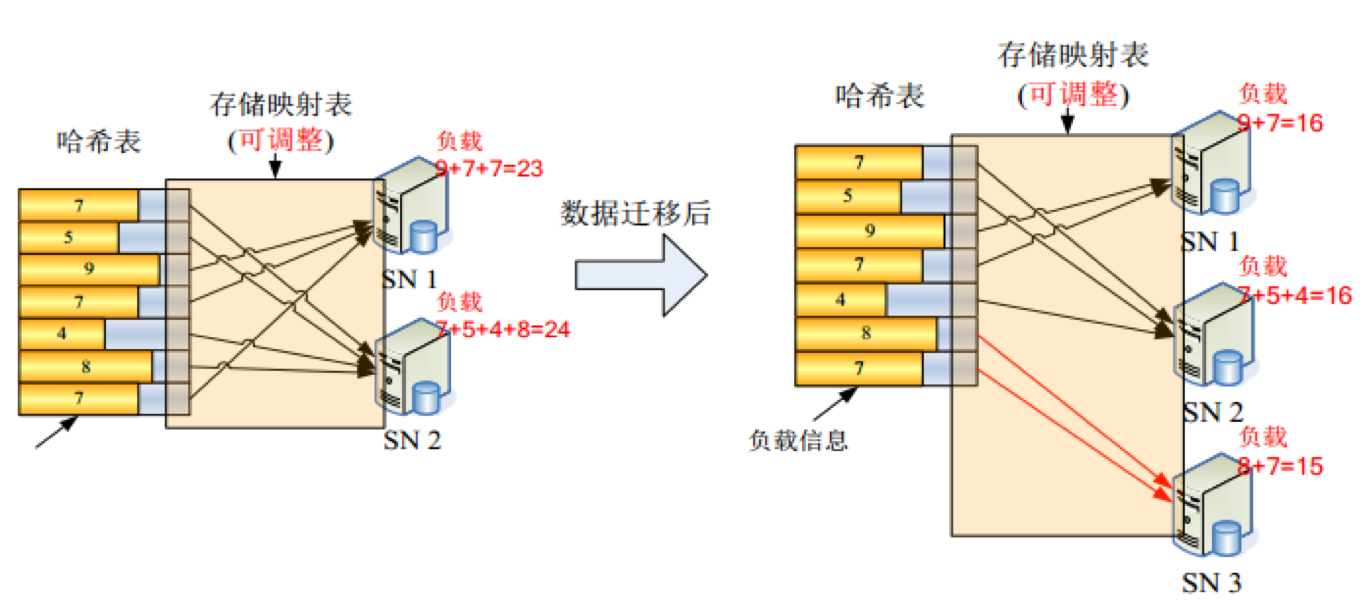 哈希表
存储映射表
(可调整)
负载
9+7+7=23
7
5
9
7
4
8
7
SN 1
负载
7+5+4+8=24
SN 2
数据迁移后
哈希表
存储映射表
(可调整)
负载
9+7=16
7
5
9
7
4
8
7
SN 1
负载
7+5+4=16
SN 2
负载信息
负载
8+7=15
SN 3